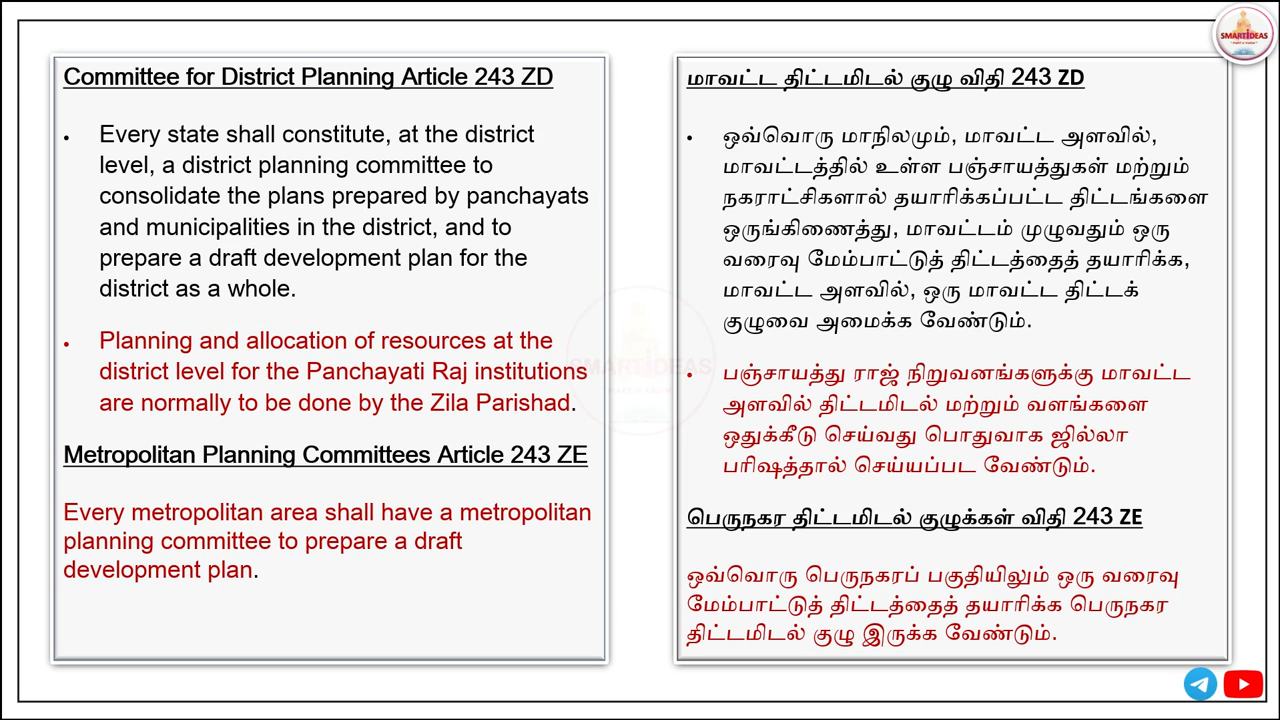 SMARTIDEAS
Committee for District Planning Article 243 ZD
• Every state shall constitute, at the district
level, a district planning committee to
consolidate the plans prepared by panchayats
and municipalities in the district, and to
prepare a draft development plan for the
district as a whole.
• Planning and allocation of resources at the
district level for the Panchayati Raj institutions
are normally to be done by the Zila Parishad.
Metropolitan Planning Committees Article 243 ZE
Every metropolitan area shall have a metropolitan
planning committee to prepare a draft
development plan.
மாவட்ட திட்டமிடல் குழு விதி 243 ZD
• ஒவ்வொரு மாநிலமும், மாவட்ட அளவில்,
மாவட்டத்தில் உள்ள பஞ்சாயத்துகள் மற்றும்
நகராட்சிகளால் தயாரிக்கப்பட்ட திட்டங்களை
ஒருங்கிணைத்து, மாவட்டம் முழுவதும் ஒரு
வரைவு மேம்பாட்டுத் திட்டத்தைத் தயாரிக்க,
மாவட்ட அளவில், ஒரு மாவட்ட திட்டக்
குழுவை அமைக்க வேண்டும்.
• பஞ்சாயத்து ராஜ் நிறுவனங்களுக்கு மாவட்ட
அளவில் திட்டமிடல் மற்றும் வளங்களை
ஒதுக்கீடு செய்வது பொதுவாக ஜில்லா
பரிஷத்தால் செய்யப்பட வேண்டும்.
பெருநகர திட்டமிடல் குழுக்கள் விதி 243 ZE
ஒவ்வொரு பெருநகரப் பகுதியிலும் ஒரு வரைவு
மேம்பாட்டுத் திட்டத்தைத் தயாரிக்க பெருநகர
திட்டமிடல் குழு இருக்க வேண்டும்.
SMARTIDEAS